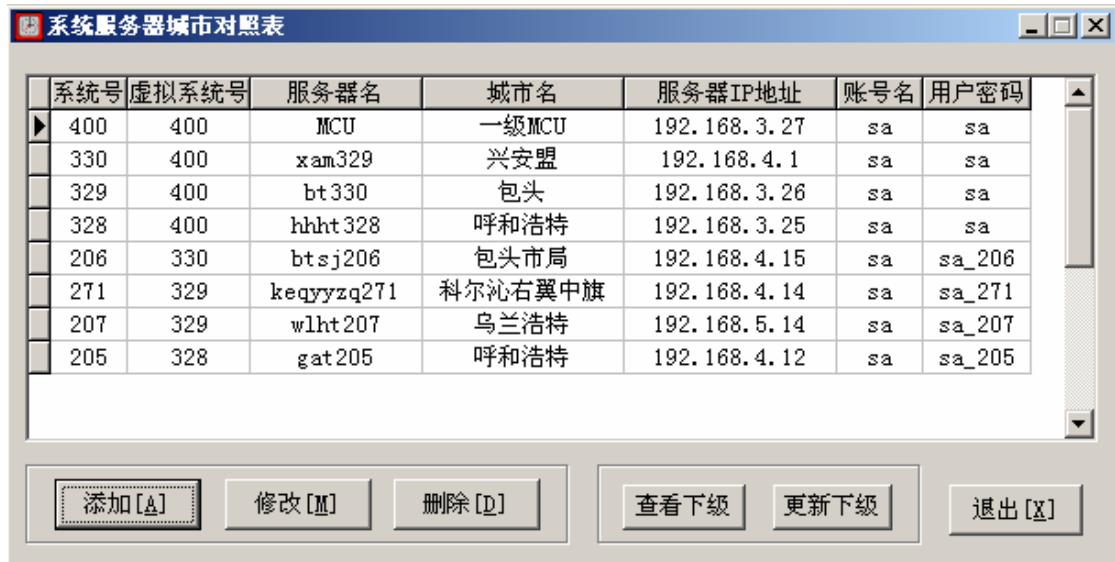 系统服务器城市对照表
系统号 虚拟系统号 服务器名 城市名 服务器IP地址 账号名 用户密码
400 400 MCU 一级MCU 192.168.3.27 sa sa
330 400 xam329 兴安盟 192.168.4.1 sa sa
329 400 bt330 包头 192.168.3.26 sa sa
328 400 hhht328 呼和浩特 192.168.3.25 sa sa
206 330 btsj206 包头市局 192.168.4.15 sa sa_206
271 329 keqyyzq271 科尔沁右翼中旗 192.168.4.14 sa sa_271
207 329 wlht207 乌兰浩特 192.168.5.14 sa sa_207
205 328 gat205 呼和浩特 192.168.4.12 sa sa_205
添加[A] 修改[M] 删除[D] 查看下级 更新下级 退出[X]